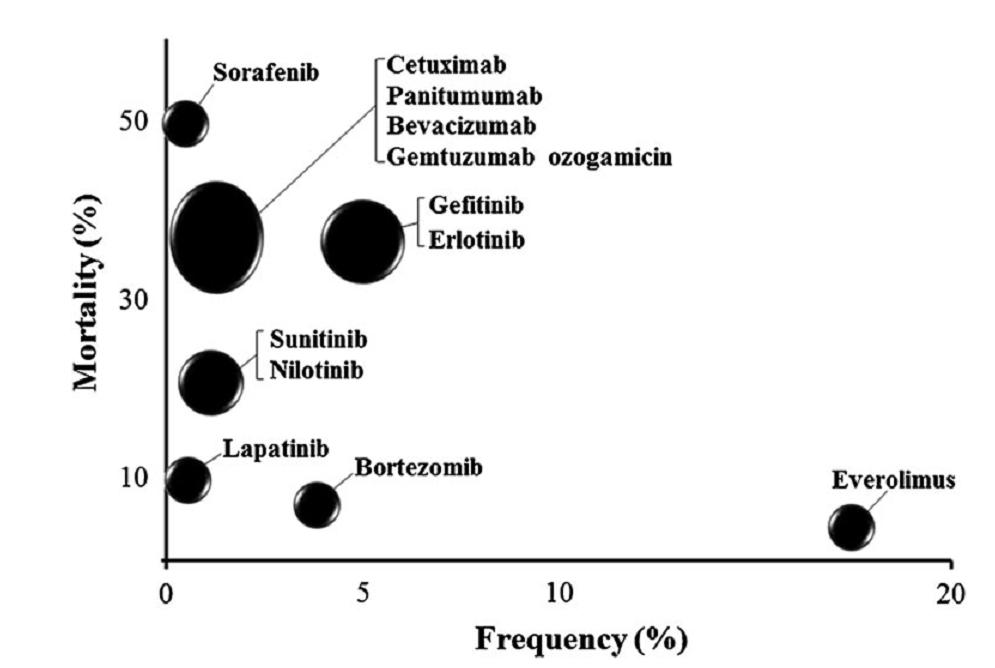 Sorafenib
Cetuximab
Panitumumab
Bevacizumab
Gemtuzumab ozogamicin
50
Gefitinib
Erlotinib
Mortality (%)
30
Sunitinib
Nilotinib
Lapatinib
10
Bortezomib
Everolimus
0 5 10 20
Frequency (%)